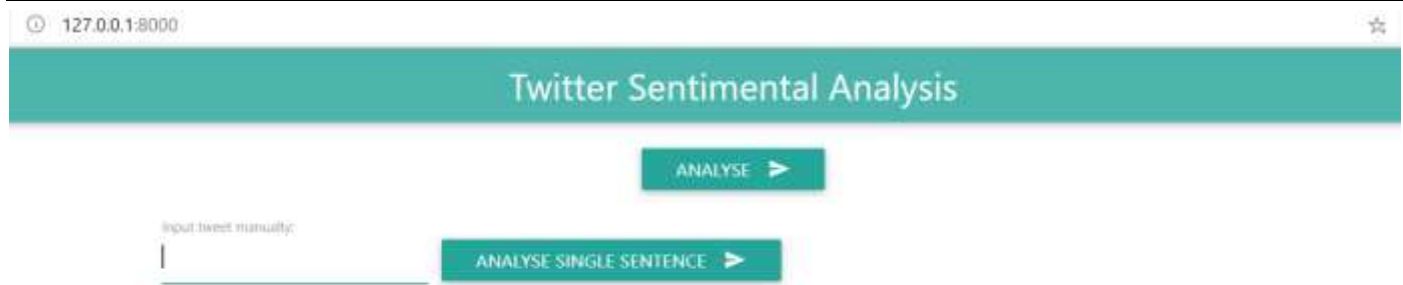 127.0.0.1:8000
Twitter Sentimental Analysis
ANALYSE
Input tweet manually:
ANALYSE SINGLE SENTENCE